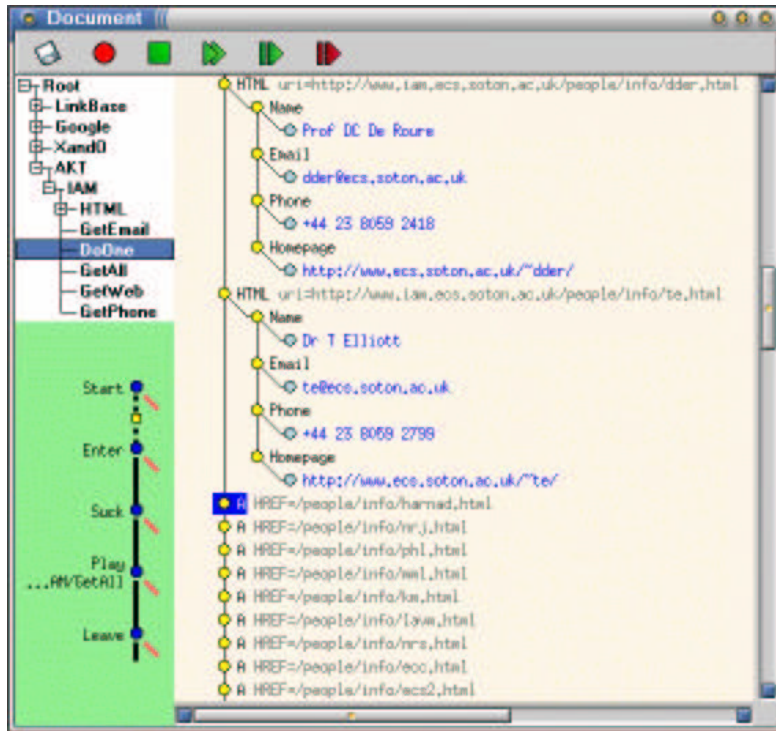 Document
Root
LinkBase
Google
XandO
AKT
IAM
HTML
GetEmail
DoOne
GetAll
GetWeb
GetPhone
Start
Enter
Suck
Play
...AM/GetAll
Leave
HTML uri=http://www.iam.ecs.soton.ac.uk/people/info/dder.html
Name
Prof DC De Roure
Email
dder@ecs.soton.ac.uk
Phone
+44 23 8059 2418
Homepage
http://www.ecs.soton.ac.uk/~dder/
HTML uri=http://www.iam.ecs.soton.ac.uk/people/info/te.html
Name
Dr T Elliott
Email
te@ecs.soton.ac.uk
Phone
+44 23 8059 2799
Homepage
http://www.ecs.soton.ac.uk/~te/
A HREF=/people/info/harnad.html
A HREF=/people/info/nrj.html
A HREF=/people/info/phl.html
A HREF=/people/info/wwl.html
A HREF=/people/info/km.html
A HREF=/people/info/lavm.html
A HREF=/people/info/nrs.html
A HREF=/people/info/ecc.html
A HREF=/people/info/ecs2.html